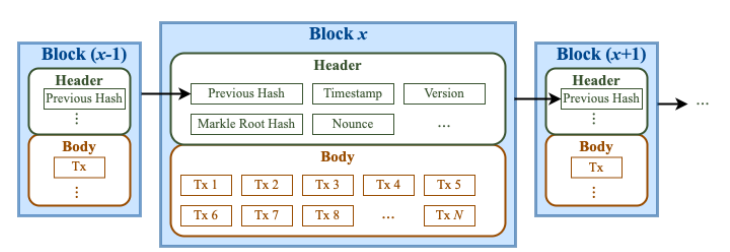 Block (x-1)
Header
Previous Hash
⋮
Body
Tx
⋮
Block x
Header
Previous Hash Timestamp Version
Markle Root Hash Nounce ...
Body
Tx 1 Tx 2 Tx 3 Tx 4 Tx 5
Tx 6 Tx 7 Tx 8 ... Tx N
Block (x+1)
Header
Previous Hash
⋮
Body
Tx
⋮
...